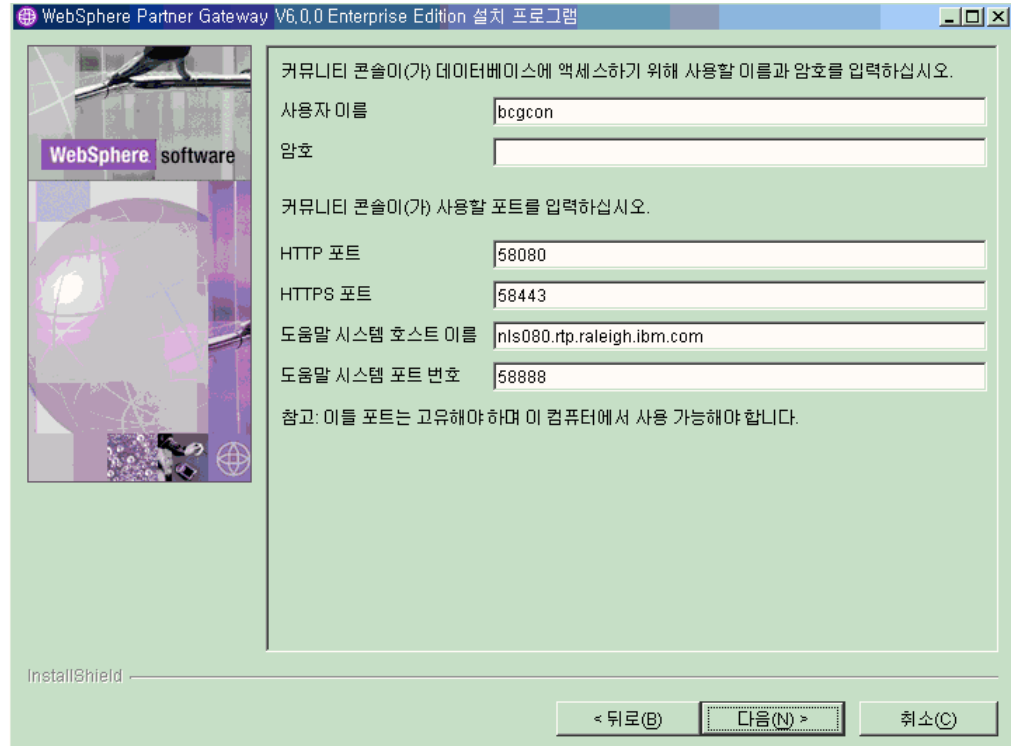 WebSphere Partner Gateway V6,0,0 Enterprise Edition 설치 프로그램
WebSphere software
커뮤니티 콘솔이(가) 데이터베이스에 액세스하기 위해 사용할 이름과 암호를 입력하십시오.
사용자 이름 bcgcon
암호
커뮤니티 콘솔이(가) 사용할 포트를 입력하십시오.
HTTP 포트 58080
HTTPS 포트 58443
도움말 시스템 호스트 이름 nls080.rtp.raleigh.ibm.com
도움말 시스템 포트 번호 58888
참고: 이들 포트는 고유해야 하며 이 컴퓨터에서 사용 가능해야 합니다.
InstallShield
< 뒤로(B) 다음(N) > 취소(C)